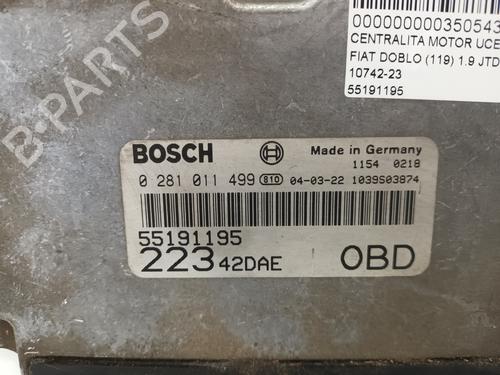 B-PARTS
000000000350543
CENTRALITA MOTOR UCE
FIAT DOBLO (119) 1.9 JTD
10742-23
55191195
BOSCH
Made in Germany
1154 0218
0 281 011 499 810 04-03-22 1039S03874
55191195
223 42DAE OBD